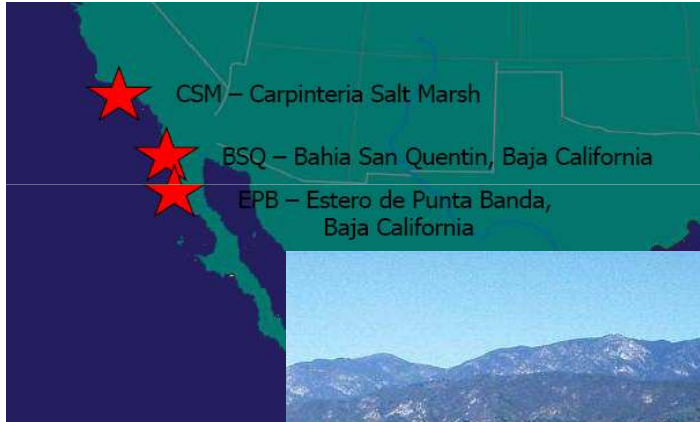 CSM – Carpinteria Salt Marsh
BSQ – Bahia San Quentin, Baja California
EPB – Estero de Punta Banda,
Baja California